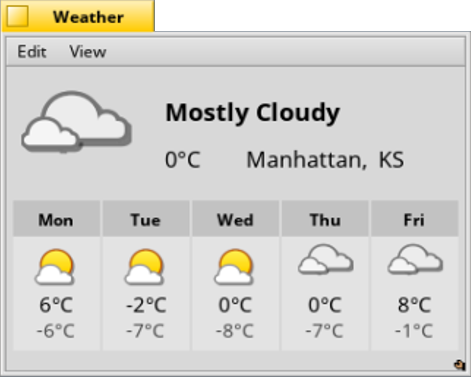 Weather
Edit View
Mostly Cloudy
0°C Manhattan, KS
Mon Tue Wed Thu Fri
6°C -2°C 0°C 0°C 8°C
-6°C -7°C -8°C -7°C -1°C